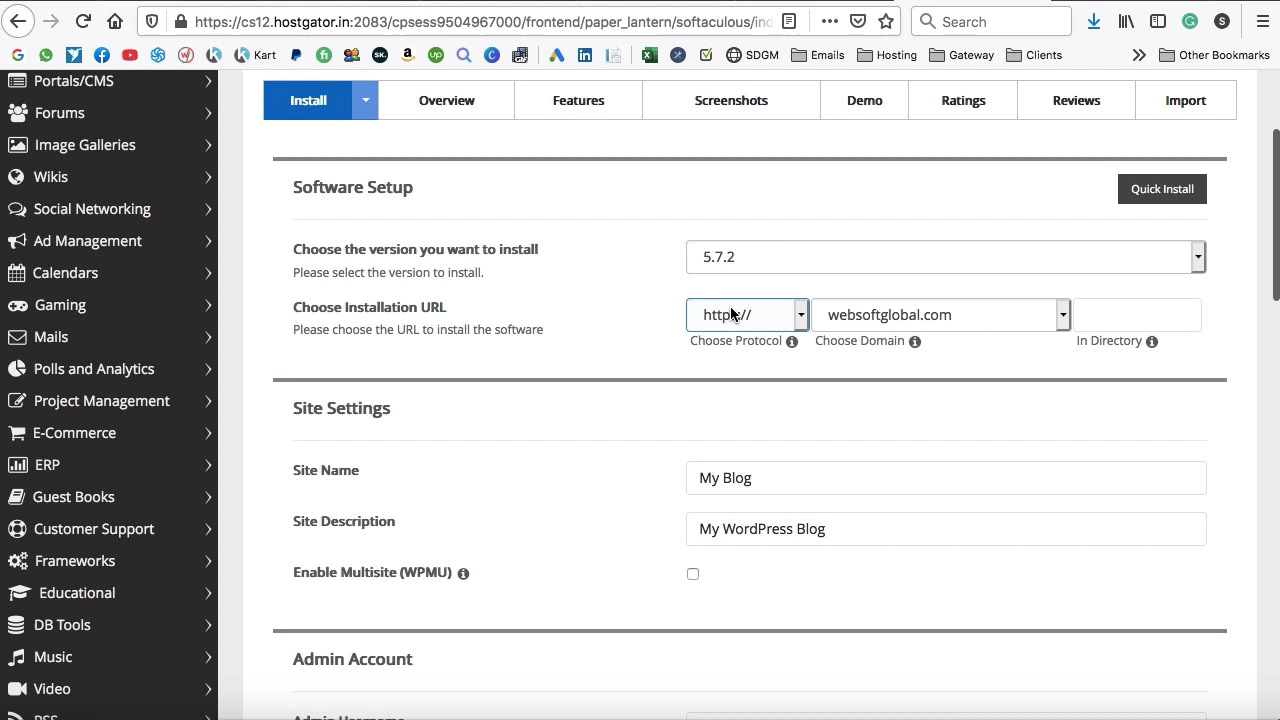 https://cs12.hostgator.in:2083/cpsess9504967000/frontend/paper_lantern/softaculous/ind
Search
Kart
SDGM
Emails
Hosting
Gateway
Clients
Other Bookmarks
Portals/CMS
Forums
Image Galleries
Wikis
Social Networking
Ad Management
Calendars
Gaming
Mails
Polls and Analytics
Project Management
E-Commerce
ERP
Guest Books
Customer Support
Frameworks
Educational
DB Tools
Music
Video
RSS
Install
Overview
Features
Screenshots
Demo
Ratings
Reviews
Import
Software Setup
Quick Install
Choose the version you want to install
Please select the version to install.
5.7.2
Choose Installation URL
Please choose the URL to install the software
websoftglobal.com
Choose Protocol
Choose Domain
In Directory
Site Settings
Site Name
My Blog
Site Description
My WordPress Blog
Enable Multisite (WPMU)
Admin Account
Admin Username